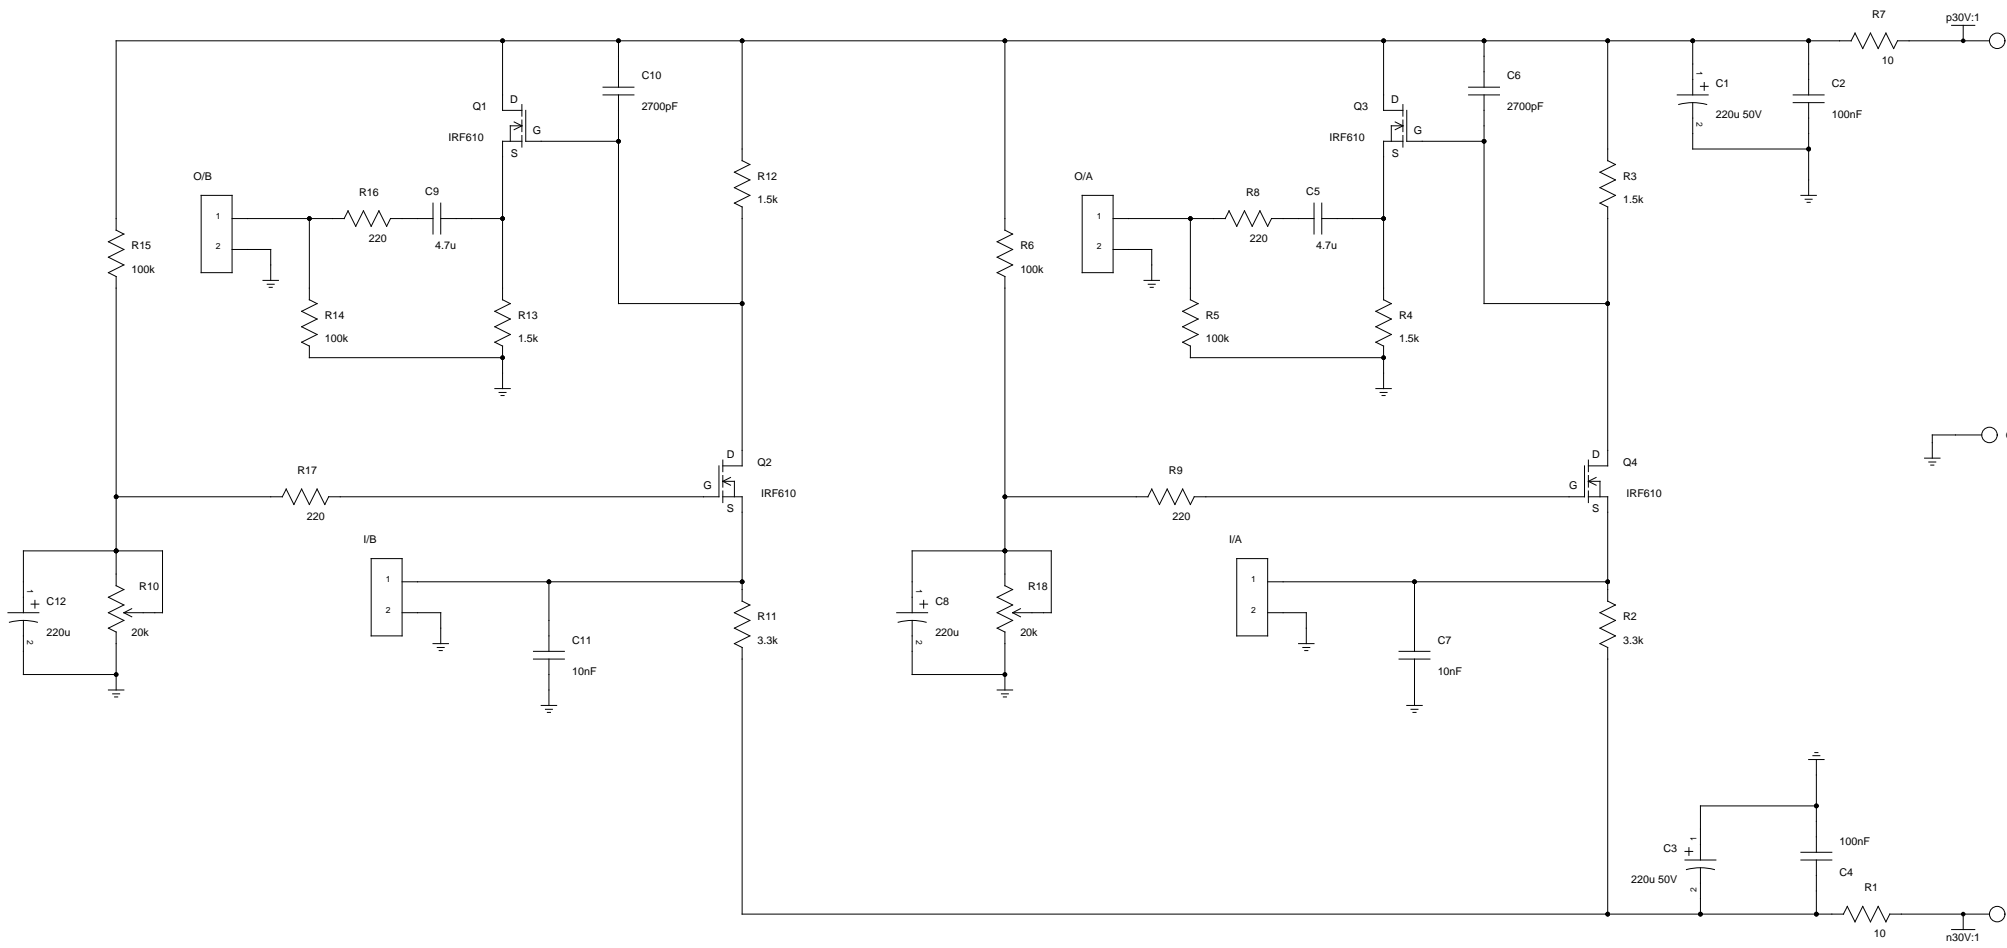 R7
p30V:1
10
C10
2700pF
D
Q1
G
IRF610
S
C6
2700pF
D
Q3
G
IRF610
S
1
+
C1
220u 50V
2
C2
100nF
R12
1.5k
R3
1.5k
O/B
1
2
R16
220
C9
4.7u
O/A
1
2
R8
220
C5
4.7u
R15
100k
R6
100k
R14
100k
R13
1.5k
R5
100k
R4
1.5k
D
Q2
G
IRF610
S
D
Q4
G
IRF610
S
R17
220
R9
220
I/B
1
2
I/A
1
2
1
+
C12
220u
2
R10
20k
C11
10nF
R11
3.3k
1
+
C8
220u
2
R18
20k
C7
10nF
R2
3.3k
1
C3
+
220u 50V
2
100nF
C4
R1
10
n30V:1